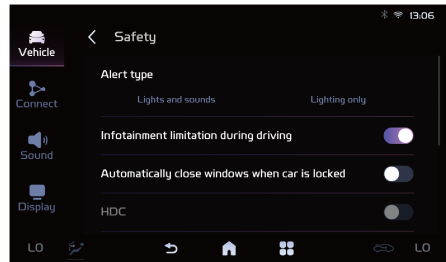 13:06
Vehicle
Safety
Alert type
Connect
Lights and sounds
Lighting only
Infotainment limitation during driving
Sound
Automatically close windows when car is locked
Display
HDC
LO
LO